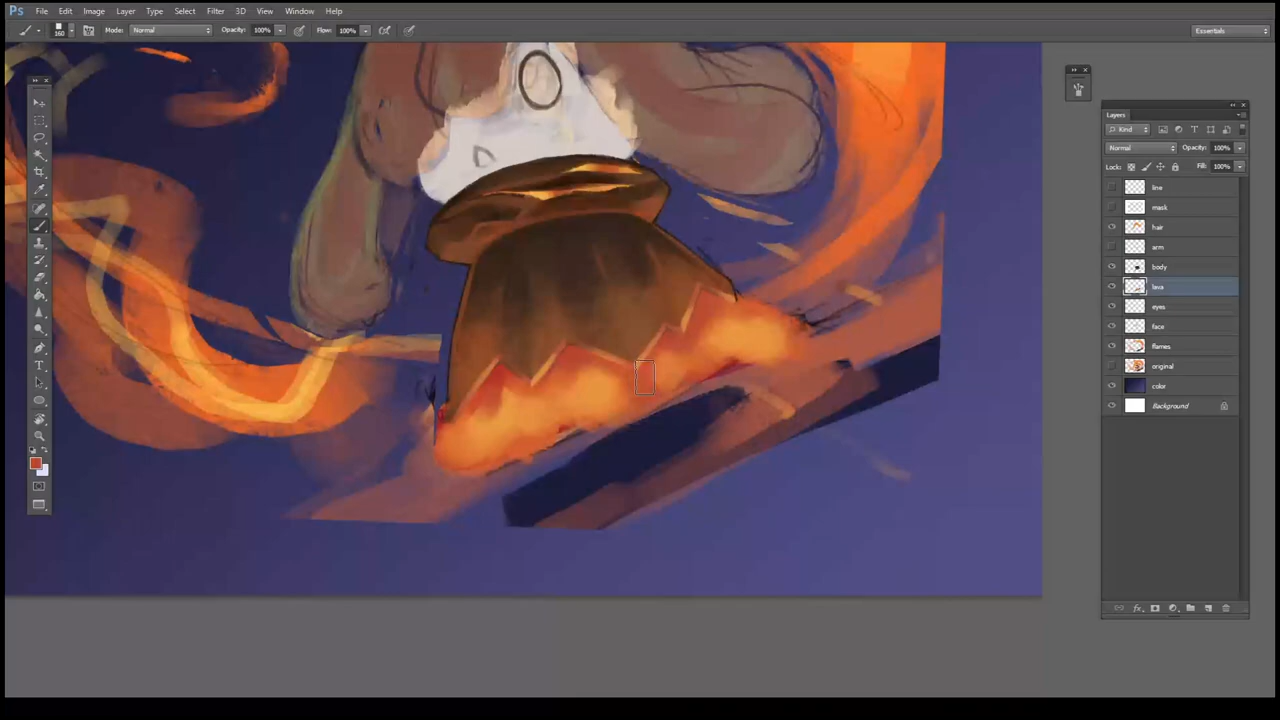 Ps File Edit Image Layer Type Select Filter 3D View Window Help
160 Mode: Normal Opacity: 100% Flow: 100% Essentials
Layers
Kind
Normal Opacity: 100%
Lock: Fill: 100%
line
mask
hair
arm
body
lava
eyes
face
flames
original
color
Background
fx